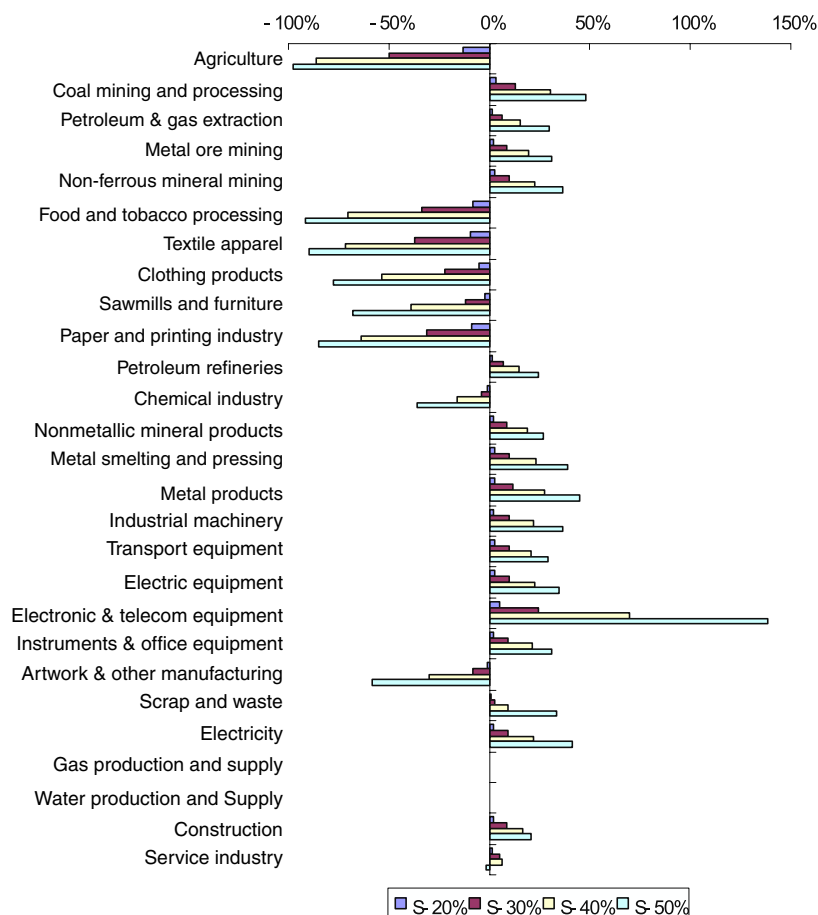 -100% -50% 0% 50% 100% 150%
Agriculture
Coal mining and processing
Petroleum & gas extraction
Metal ore mining
Non-ferrous mineral mining
Food and tobacco processing
Textile apparel
Clothing products
Sawmills and furniture
Paper and printing industry
Petroleum refineries
Chemical industry
Nonmetallic mineral products
Metal smelting and pressing
Metal products
Industrial machinery
Transport equipment
Electric equipment
Electronic & telecom equipment
Instruments & office equipment
Artwork & other manufacturing
Scrap and waste
Electricity
Gas production and supply
Water production and Supply
Construction
Service industry
S-20% S-30% S-40% S-50%